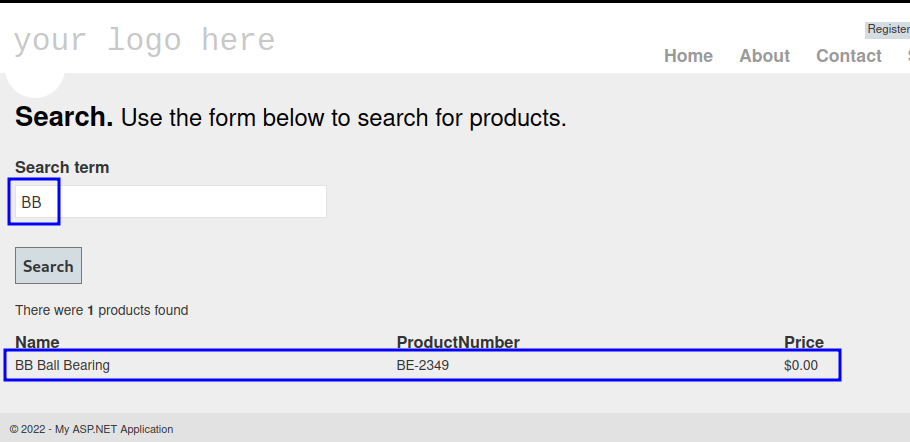 your logo here
Register
Home About Contact
Search. Use the form below to search for products.
Search term
BB
Search
There were 1 products found
Name ProductNumber Price
BB Ball Bearing BE-2349 $0.00
© 2022 - My ASP.NET Application